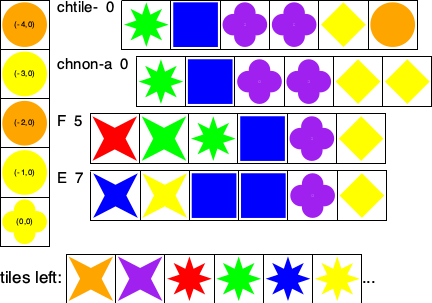 (-4,0)
chtile- 0
(-3,0)
chnon-a 0
(-2,0)
F 5
(-1,0)
E 7
(0,0)
tiles left:
...